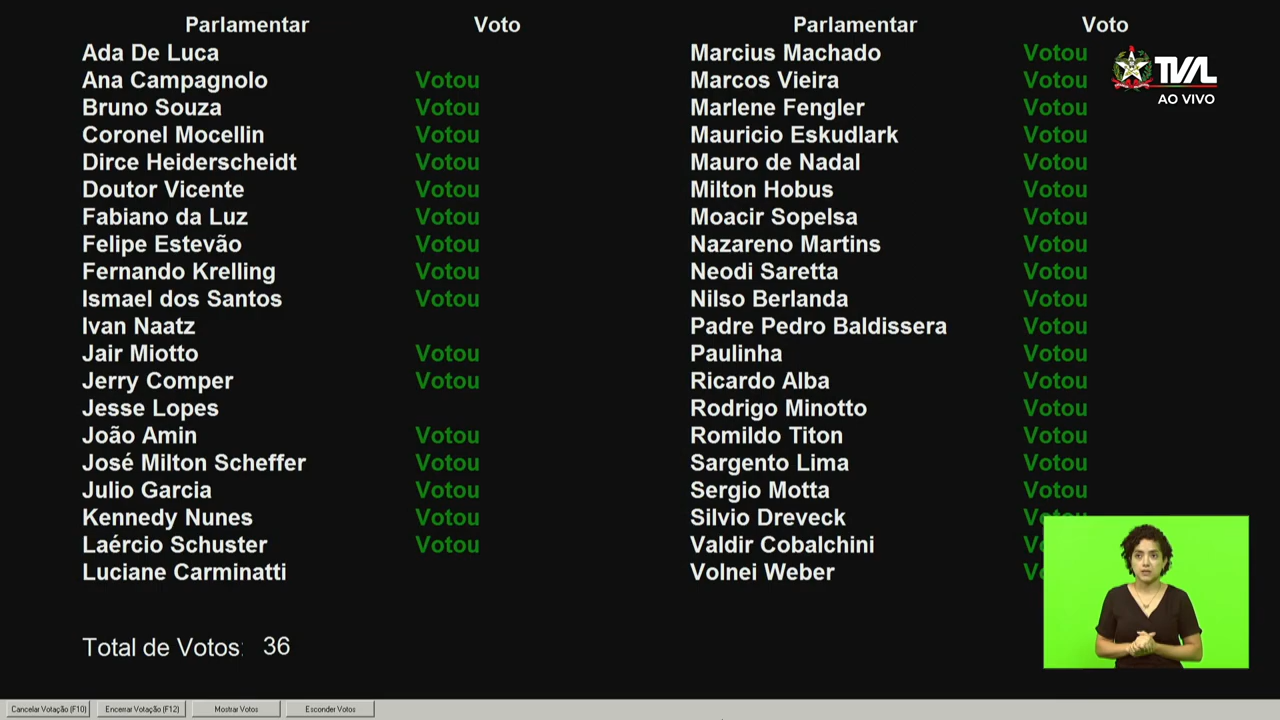 Parlamentar Voto Parlamentar Voto
Ada De Luca Marcius Machado Votou
Ana Campagnolo Votou Marcos Vieira Votou
Bruno Souza Votou Marlene Fengler Votou
Coronel Mocellin Votou Mauricio Eskudlark Votou
Dirce Heiderscheidt Votou Mauro de Nadal Votou
Doutor Vicente Votou Milton Hobus Votou
Fabiano da Luz Votou Moacir Sopelsa Votou
Felipe Estevão Votou Nazareno Martins Votou
Fernando Krelling Votou Neodi Saretta Votou
Ismael dos Santos Votou Nilso Berlanda Votou
Ivan Naatz Padre Pedro Baldissera Votou
Jair Miotto Votou Paulinha Votou
Jerry Comper Votou Ricardo Alba Votou
Jesse Lopes Rodrigo Minotto Votou
João Amin Votou Romildo Titon Votou
José Milton Scheffer Votou Sargento Lima Votou
Julio Garcia Votou Sergio Motta Votou
Kennedy Nunes Votou Silvio Dreveck
Laércio Schuster Votou Valdir Cobalchini
Luciane Carminatti Volnei Weber
Total de Votos: 36
TVAL
AO VIVO
Cancelar Votação (F10) Encerrar Votação (F12) Mostrar Votos Esconder Votos